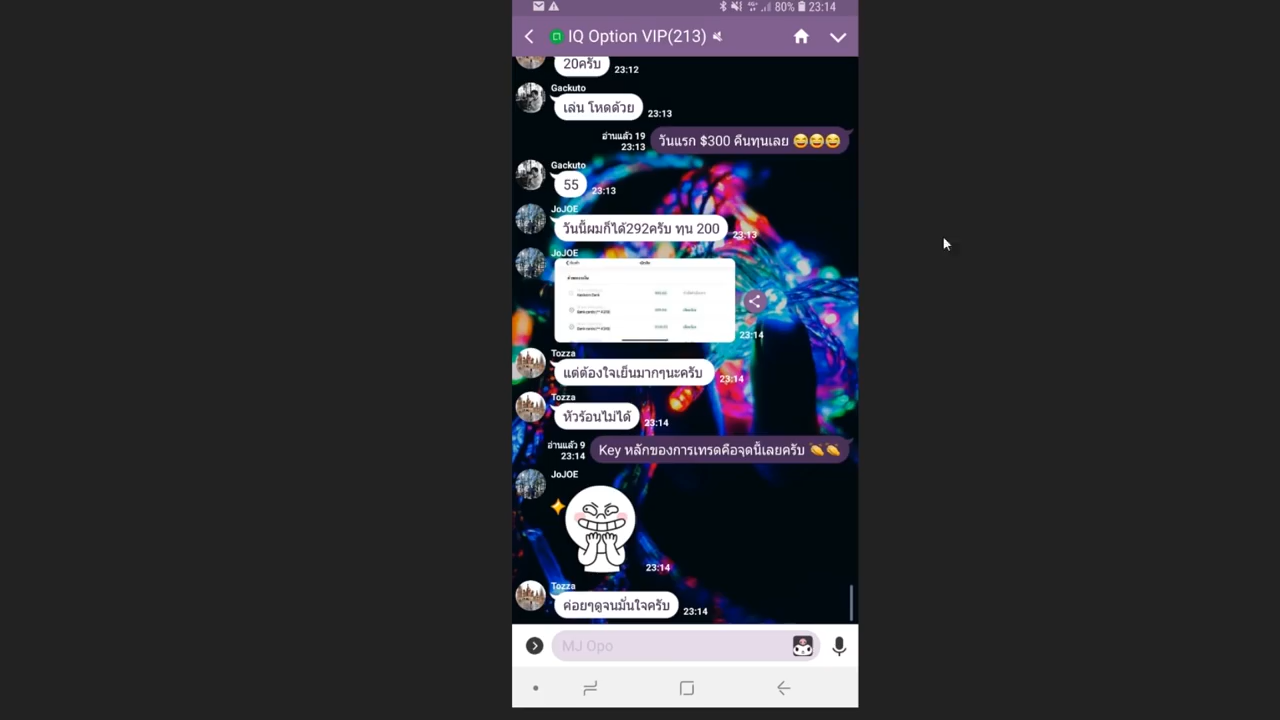 80% 23:14
IQ Option VIP(213)
20ครับ 23:12
Gackuto
เล่น โหดด้วย 23:13
อ่านแล้ว 19
23:13 วันแรก $300 คืนทุนเลย 😂😂😂
Gackuto
55 23:13
JoJOE
วันนี้ผมก็ได้292ครับ ทุน 200 23:13
JoJOE
23:14
Tozza
แต่ต้องใจเย็นมากๆนะครับ 23:14
Tozza
หัวร้อนไม่ได้ 23:14
อ่านแล้ว 9
23:14 Key หลักของการเทรดคือจุดนี้เลยครับ 👏👏
JoJOE
23:14
Tozza
ค่อยๆดูจนมั่นใจครับ 23:14
MJ Opo